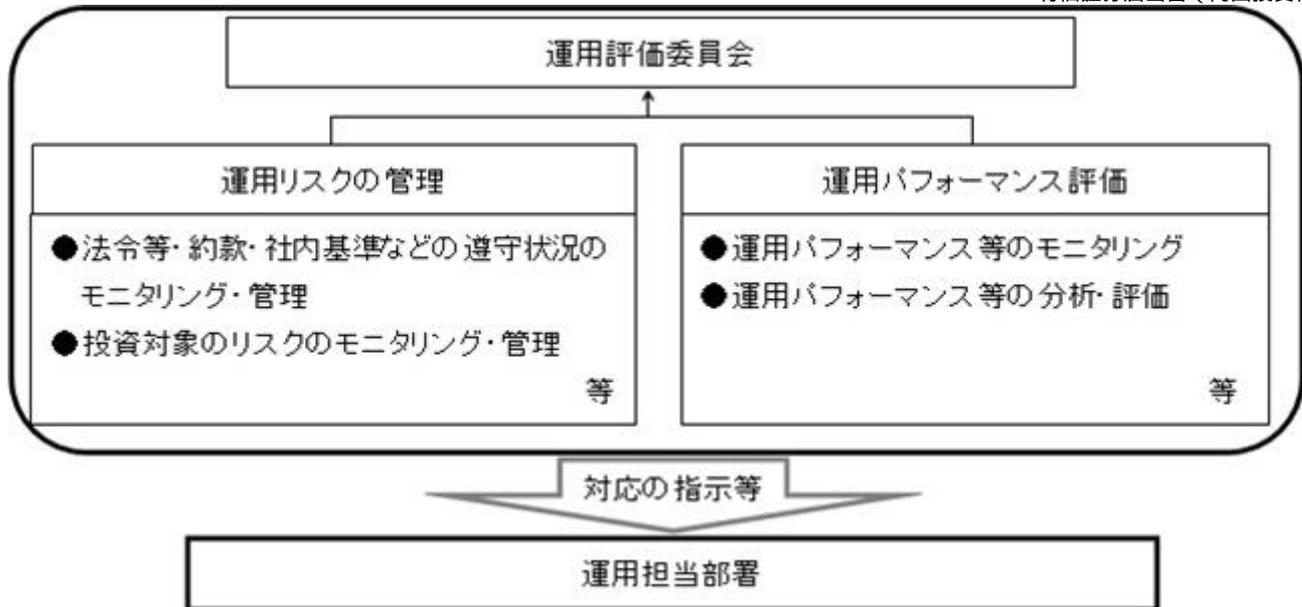 運用評価委員会
運用リスクの管理
●法令等・約款・社内基準などの遵守状況の
モニタリング・管理
●投資対象のリスクのモニタリング・管理
等
運用パフォーマンス評価
●運用パフォーマンス等のモニタリング
●運用パフォーマンス等の分析・評価
等
対応の指示等
運用担当部署